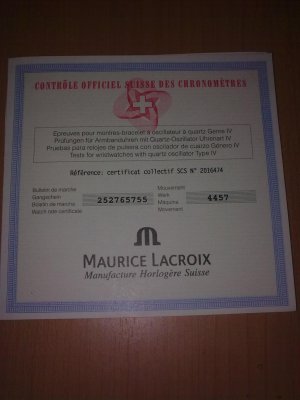 CONTRÔLE OFFICIEL SUISSE DES CHRONOMÈTRES
Epreuves pour montres-bracelet à oscillateur à quartz Genre IV
Prüfungen für Armbanduhren mit Quartz-Oszillator Uhrenart IV
Pruebas para relojes de pulsera con oscilador de cuarzo Género IV
Tests for wristwatches with quartz oscillator Type IV
Référence: certificat collectif SCS N° 2016474
Bulletin de marche
Gangschein
Boletín de marcha
Watch rate certificate
252765755
Mouvement
Werk
Máquina
Movement
4457
MAURICE LACROIX
Manufacture Horlogère Suisse